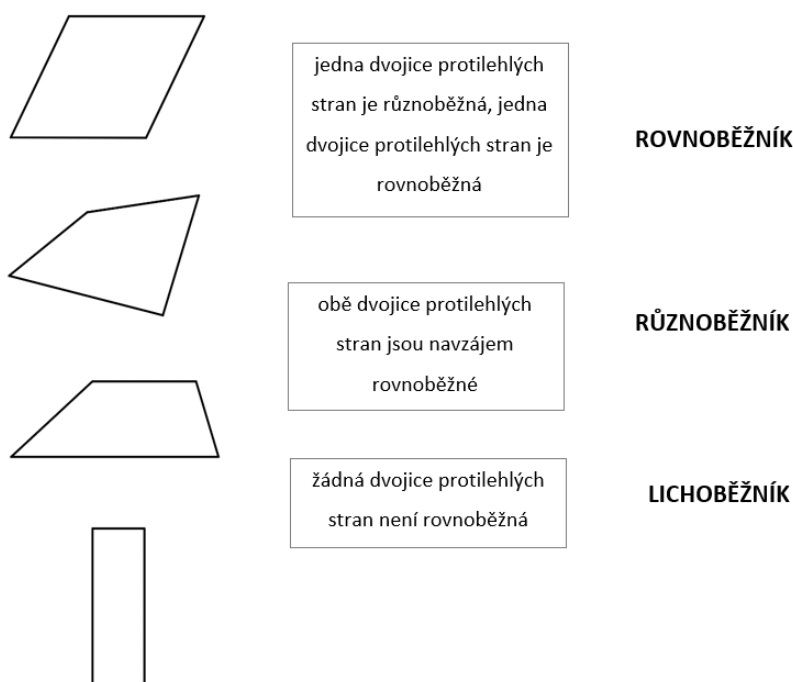 jedna dvojice protilehlých
stran je různoběžná, jedna
dvojice protilehlých stran je
rovnoběžná
ROVNOBĚŽNÍK
obě dvojice protilehlých
stran jsou navzájem
rovnoběžné
RŮZNOBĚŽNÍK
žádná dvojice protilehlých
stran není rovnoběžná
LICHOBĚŽNÍK